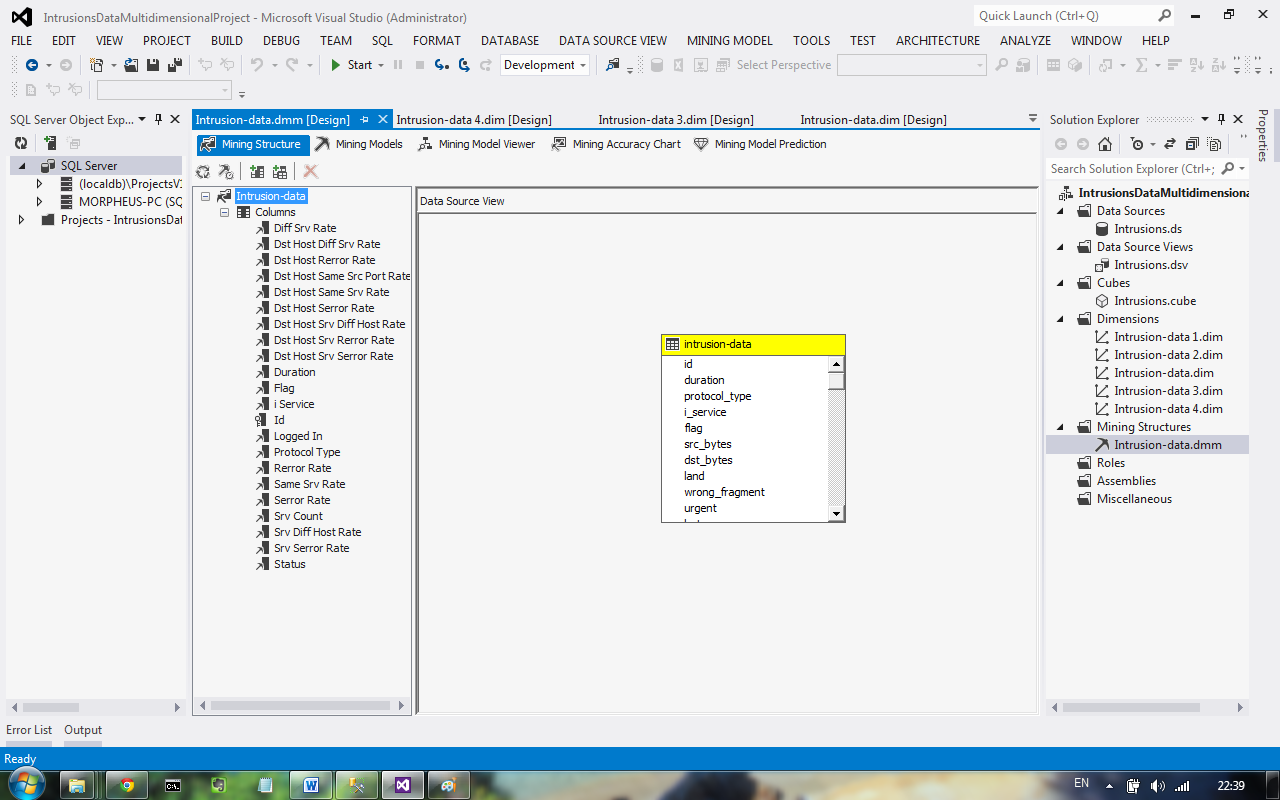 IntrusionsDataMultidimensionalProject - Microsoft Visual Studio (Administrator)
Quick Launch (Ctrl+Q)
FILE EDIT VIEW PROJECT BUILD DEBUG TEAM SQL FORMAT DATABASE DATA SOURCE VIEW MINING MODEL TOOLS TEST ARCHITECTURE ANALYZE WINDOW HELP
Start Development Select Perspective
SQL Server Object Exp...
SQL Server
(localdb)\ProjectsV
MORPHEUS-PC (SQ
Projects - IntrusionsDat
Intrusion-data.dmm [Design] Intrusion-data 4.dim [Design] Intrusion-data 3.dim [Design] Intrusion-data.dim [Design]
Mining Structure Mining Models Mining Model Viewer Mining Accuracy Chart Mining Model Prediction
Intrusion-data
Columns
Diff Srv Rate
Dst Host Diff Srv Rate
Dst Host Rerror Rate
Dst Host Same Src Port Rate
Dst Host Same Srv Rate
Dst Host Serror Rate
Dst Host Srv Diff Host Rate
Dst Host Srv Rerror Rate
Dst Host Srv Serror Rate
Duration
Flag
i Service
Id
Logged In
Protocol Type
Rerror Rate
Same Srv Rate
Serror Rate
Srv Count
Srv Diff Host Rate
Srv Serror Rate
Status
Data Source View
intrusion-data
id
duration
protocol_type
i_service
flag
src_bytes
dst_bytes
land
wrong_fragment
urgent
Solution Explorer
Search Solution Explorer (Ctrl+;
IntrusionsDataMultidimensiona
Data Sources
Intrusions.ds
Data Source Views
Intrusions.dsv
Cubes
Intrusions.cube
Dimensions
Intrusion-data 1.dim
Intrusion-data 2.dim
Intrusion-data.dim
Intrusion-data 3.dim
Intrusion-data 4.dim
Mining Structures
Intrusion-data.dmm
Roles
Assemblies
Miscellaneous
Properties
Error List Output
Ready
EN 22:39